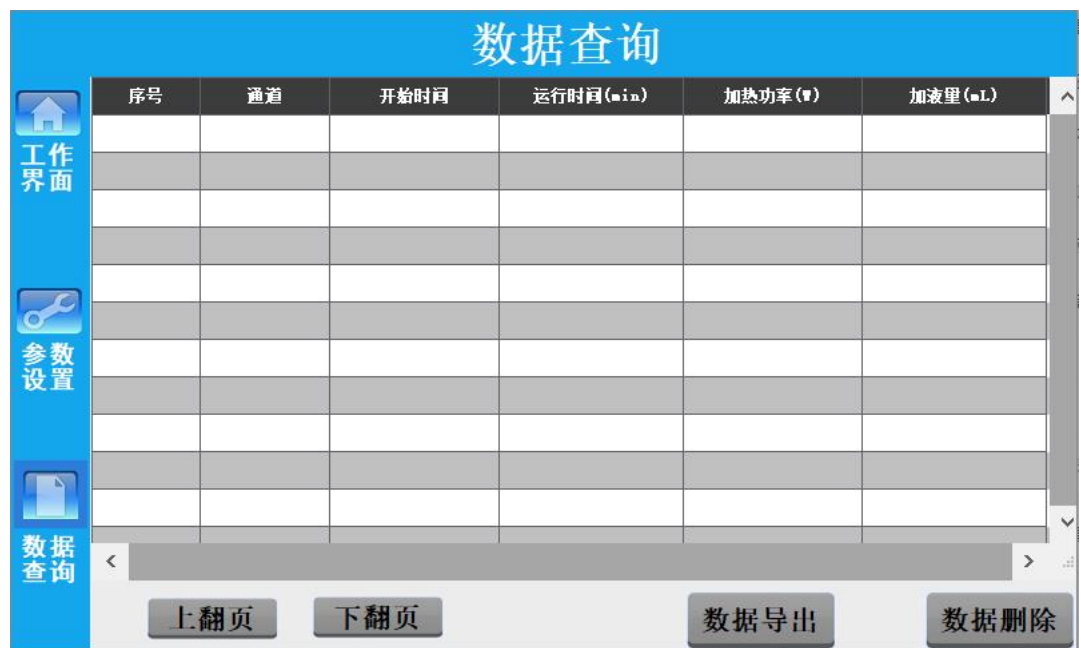 数据查询
序号 通道 开始时间 运行时间(min) 加热功率(W) 加液量(mL)
工作
界面
参数
设置
数据
查询
上翻页 下翻页 数据导出 数据删除